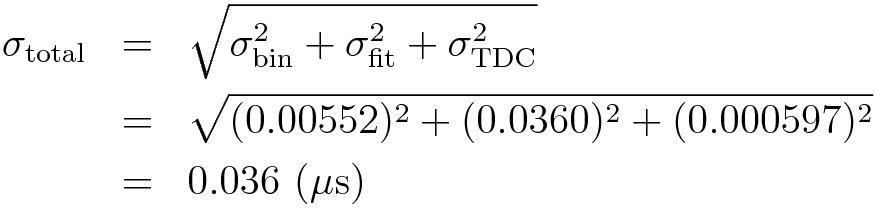 σ_total = √(σ²_bin + σ²_fit + σ²_TDC)
= √((0.00552)² + (0.0360)² + (0.000597)²)
= 0.036 (μs)